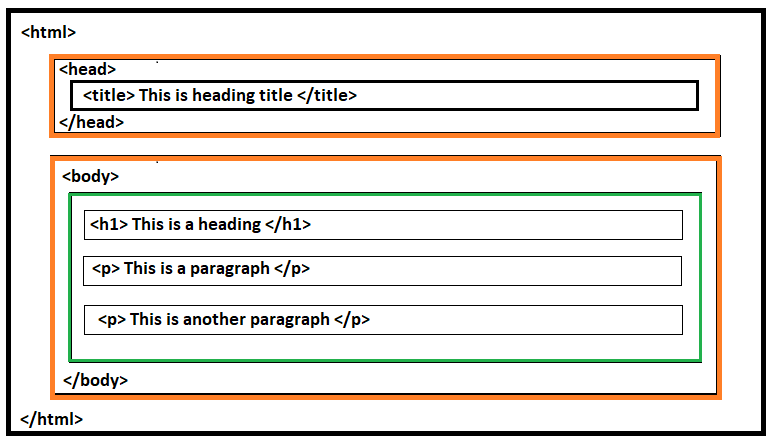 <html>
<head>
<title> This is heading title </title>
</head>
<body>
<h1> This is a heading </h1>
<p> This is a paragraph </p>
<p> This is another paragraph </p>
</body>
</html>